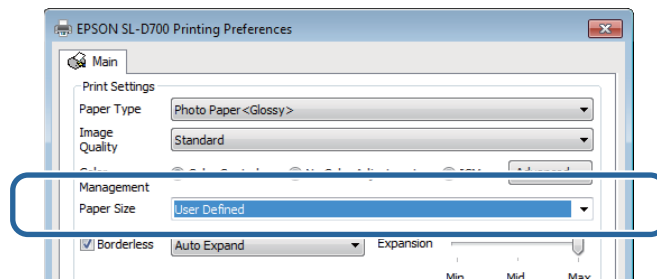 EPSON SL-D700 Printing Preferences
Main
Print Settings
Paper Type Photo Paper<Glossy>
Image
Quality Standard
Management
Paper Size User Defined
Borderless Auto Expand Expansion
Min Mid Max